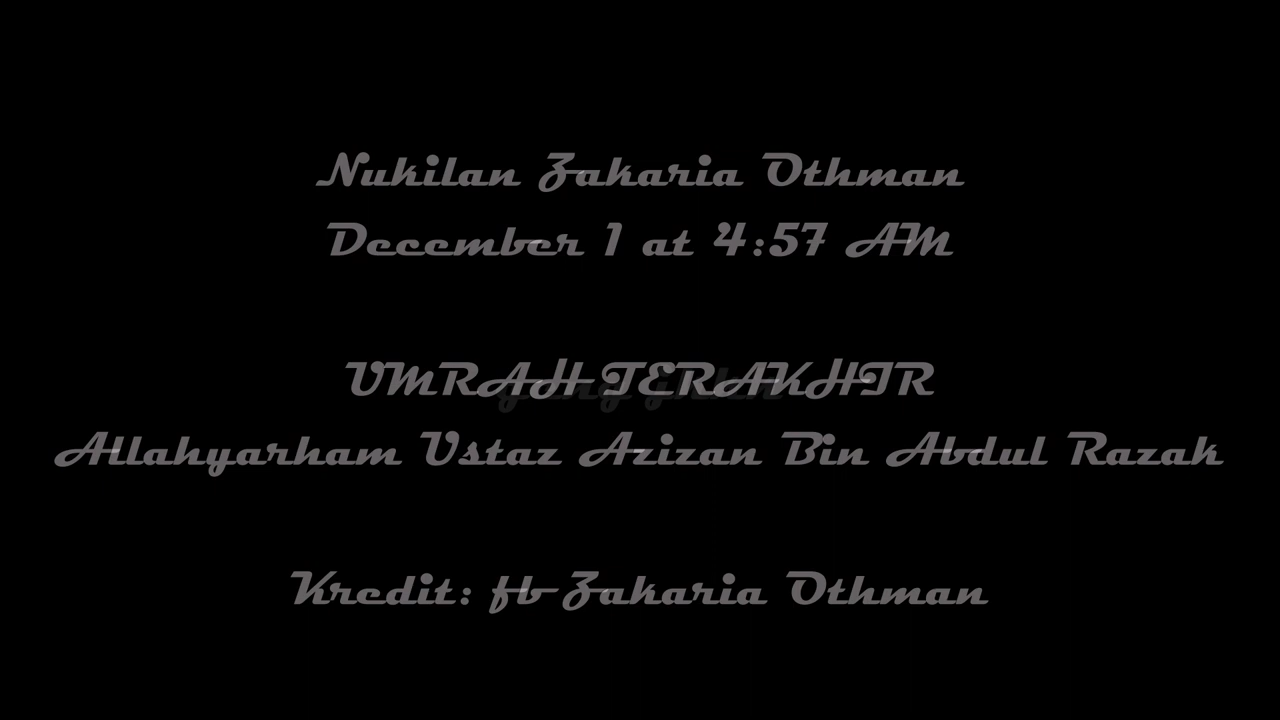 Nukilan Zakaria Othman
December 1 at 4:57 AM
UMRAH TERAKHIR
Allahyarham Ustaz Azizan Bin Abdul Razak
Kredit: fb Zakaria Othman